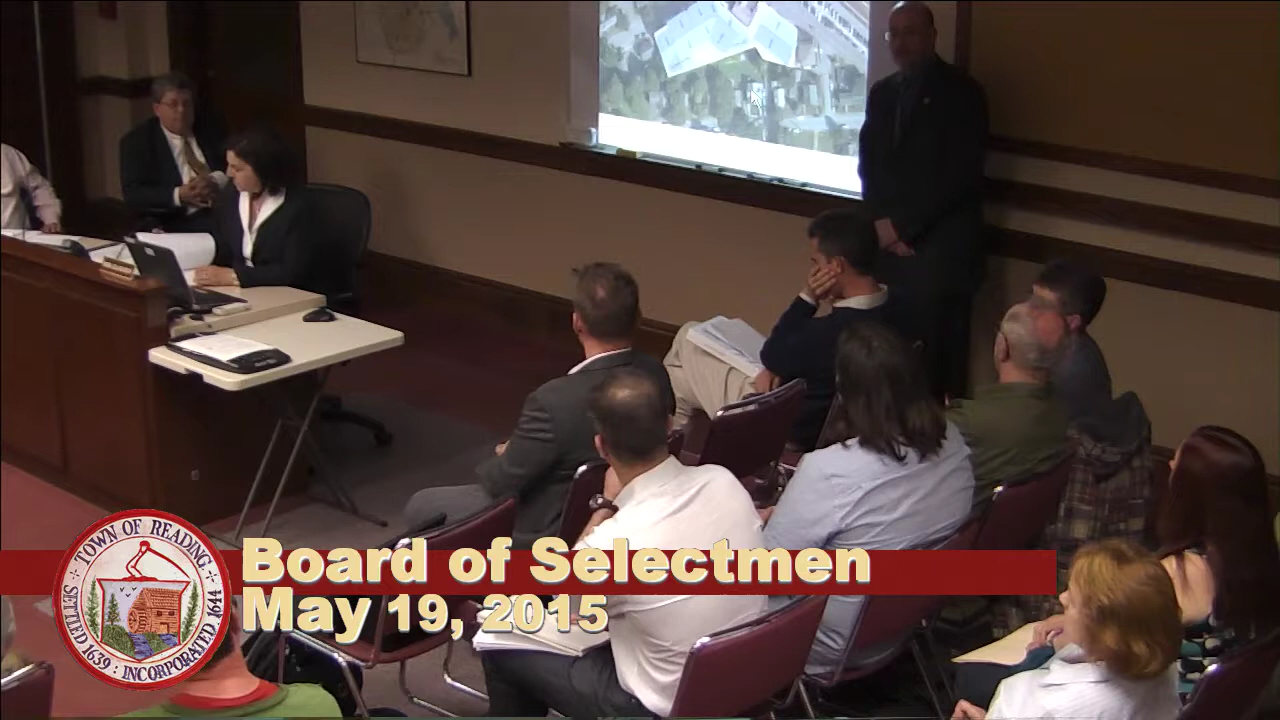 Board of Selectmen
May 19, 2015
TOWN OF READING
SETTLED 1639 : INCORPORATED 1644